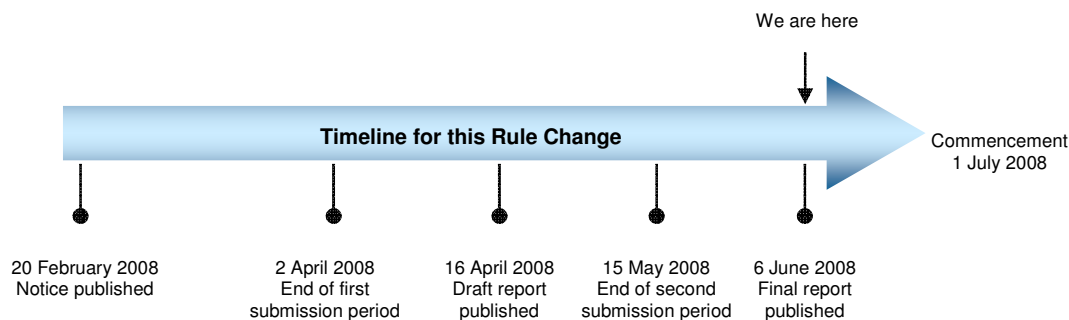 We are here
Timeline for this Rule Change
Commencement
1 July 2008
20 February 2008
Notice published
2 April 2008
End of first
submission period
16 April 2008
Draft report
published
15 May 2008
End of second
submission period
6 June 2008
Final report
published